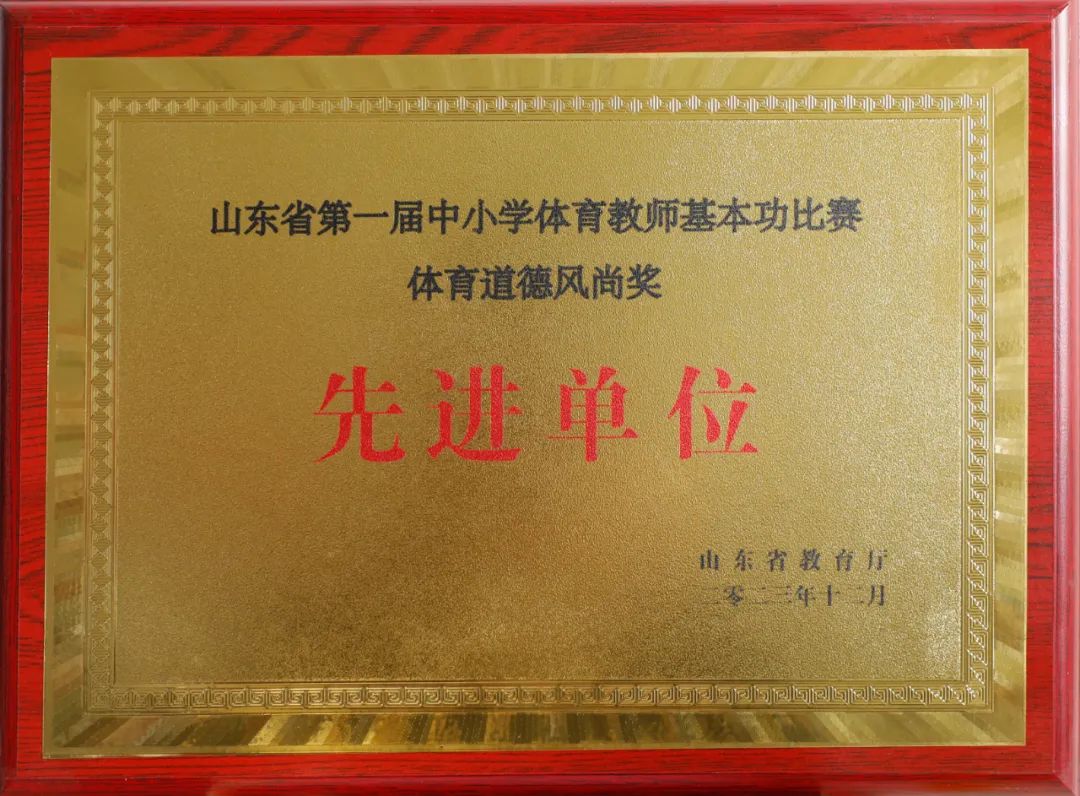 山东省第一届中小学体育教师基本功比赛
体育道德风尚奖
先进单位
山东省教育厅
二零二三年十二月